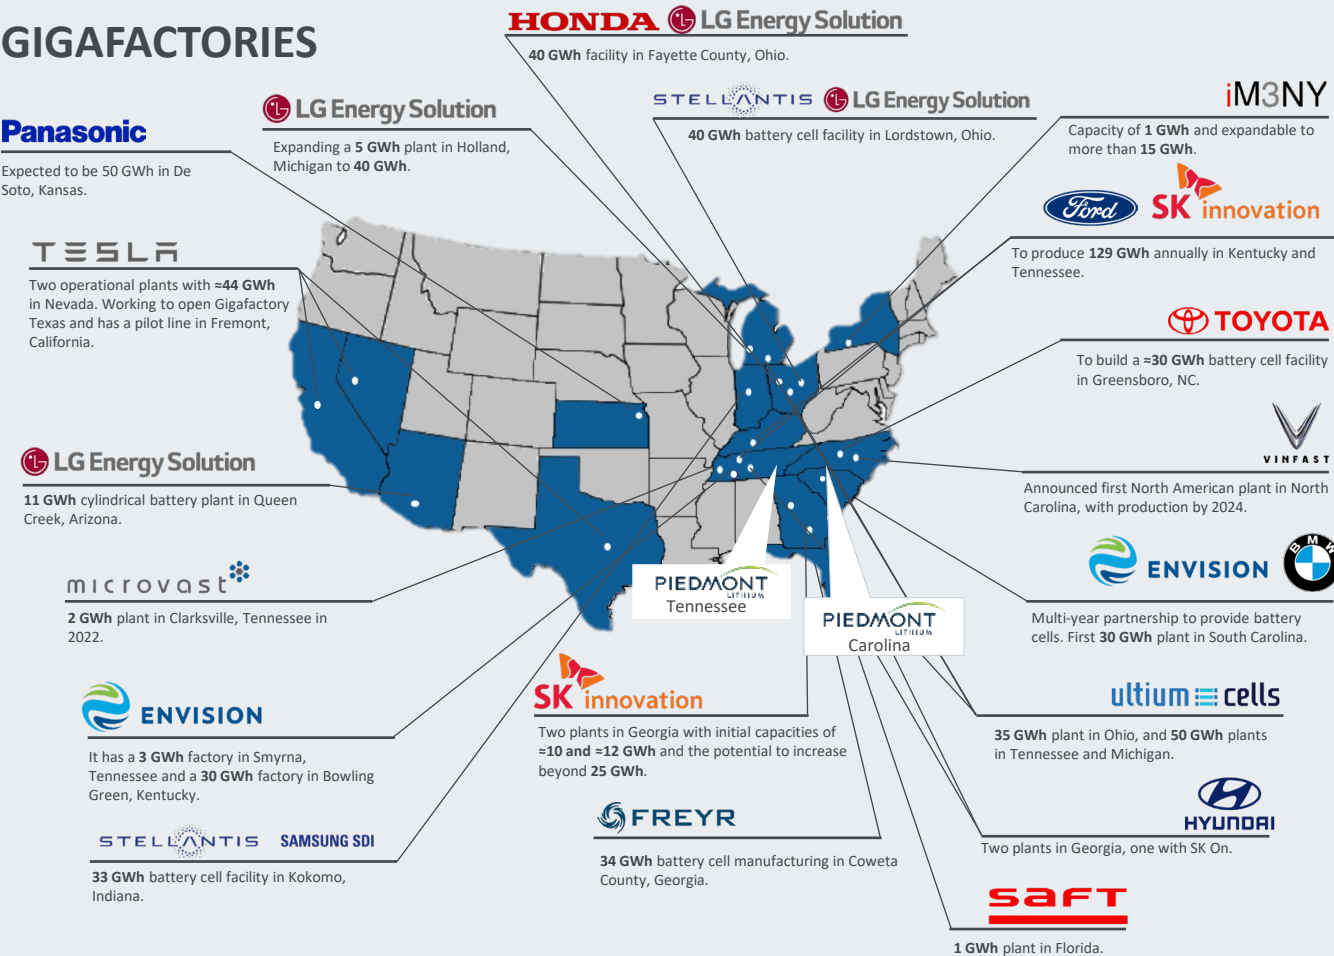 GIGAFACTORIES
HONDA LG Energy Solution
40 GWh facility in Fayette County, Ohio.
LG Energy Solution
Expanding a 5 GWh plant in Holland,
Michigan to 40 GWh.
STELLANTIS LG Energy Solution
40 GWh battery cell facility in Lordstown, Ohio.
iM3NY
Capacity of 1 GWh and expandable to
more than 15 GWh.
Panasonic
Expected to be 50 GWh in De
Soto, Kansas.
Ford SK innovation
To produce 129 GWh annually in Kentucky and
Tennessee.
TESLA
Two operational plants with ≈44 GWh
in Nevada. Working to open Gigafactory
Texas and has a pilot line in Fremont,
California.
TOYOTA
To build a ≈30 GWh battery cell facility
in Greensboro, NC.
VINFAST
Announced first North American plant in North
Carolina, with production by 2024.
LG Energy Solution
11 GWh cylindrical battery plant in Queen
Creek, Arizona.
ENVISION BMW
Multi-year partnership to provide battery
cells. First 30 GWh plant in South Carolina.
microvast
2 GWh plant in Clarksville, Tennessee in
2022.
PIEDMONT
LITHIUM
Tennessee
PIEDMONT
LITHIUM
Carolina
ENVISION
It has a 3 GWh factory in Smyrna,
Tennessee and a 30 GWh factory in Bowling
Green, Kentucky.
SK innovation
Two plants in Georgia with initial capacities of
≈10 and ≈12 GWh and the potential to increase
beyond 25 GWh.
ultium cells
35 GWh plant in Ohio, and 50 GWh plants
in Tennessee and Michigan.
STELLANTIS SAMSUNG SDI
33 GWh battery cell facility in Kokomo,
Indiana.
FREYR
34 GWh battery cell manufacturing in Coweta
County, Georgia.
HYUNDAI
Two plants in Georgia, one with SK On.
saft
1 GWh plant in Florida.